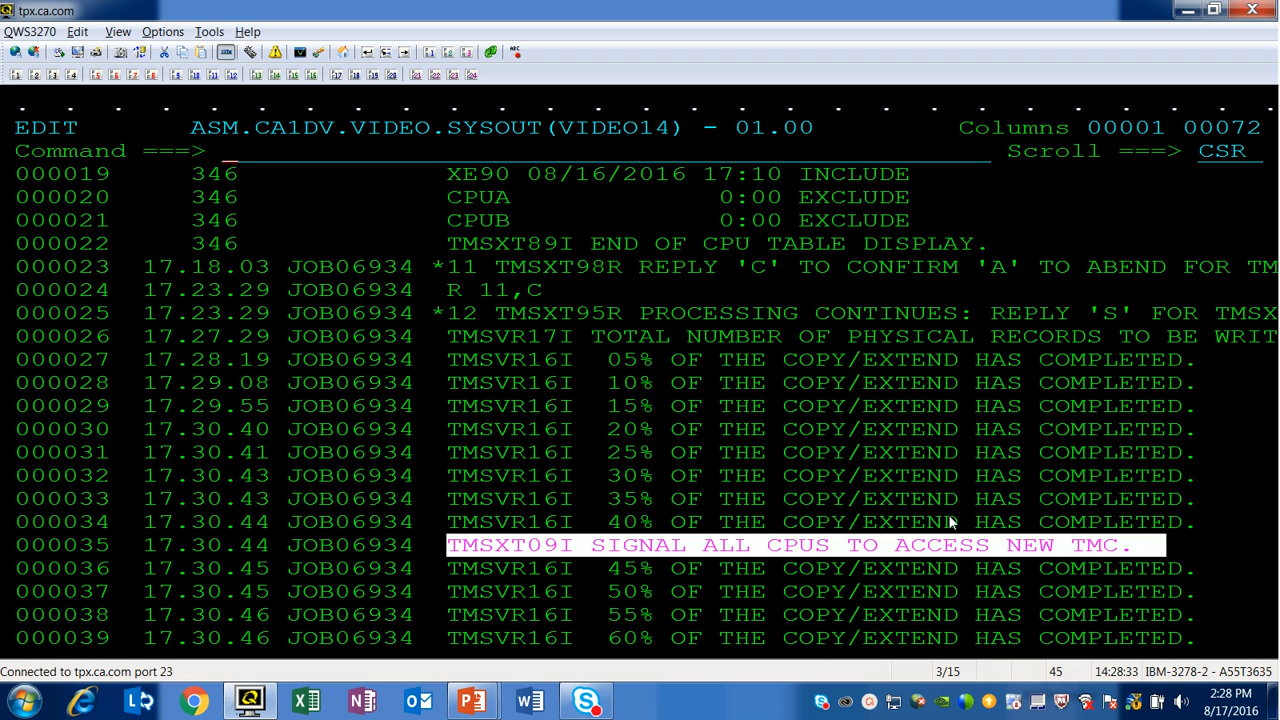 tpx.ca.com
QWS3270 Edit View Options Tools Help
EDIT ASM.CA1DV.VIDEO.SYSOUT(VIDEO14) - 01.00 Columns 00001 00072
Command ===> Scroll ===> CSR
000019 346 XE90 08/16/2016 17:10 INCLUDE
000020 346 CPUA 0:00 EXCLUDE
000021 346 CPUB 0:00 EXCLUDE
000022 346 TMSXT89I END OF CPU TABLE DISPLAY.
000023 17.18.03 JOB06934 *11 TMSXT98R REPLY 'C' TO CONFIRM 'A' TO ABEND FOR TM
000024 17.23.29 JOB06934 R 11,C
000025 17.23.29 JOB06934 *12 TMSXT95R PROCESSING CONTINUES: REPLY 'S' FOR TMSX
000026 17.27.29 JOB06934 TMSVR17I TOTAL NUMBER OF PHYSICAL RECORDS TO BE WRIT
000027 17.28.19 JOB06934 TMSVR16I 05% OF THE COPY/EXTEND HAS COMPLETED.
000028 17.29.08 JOB06934 TMSVR16I 10% OF THE COPY/EXTEND HAS COMPLETED.
000029 17.29.55 JOB06934 TMSVR16I 15% OF THE COPY/EXTEND HAS COMPLETED.
000030 17.30.40 JOB06934 TMSVR16I 20% OF THE COPY/EXTEND HAS COMPLETED.
000031 17.30.41 JOB06934 TMSVR16I 25% OF THE COPY/EXTEND HAS COMPLETED.
000032 17.30.43 JOB06934 TMSVR16I 30% OF THE COPY/EXTEND HAS COMPLETED.
000033 17.30.43 JOB06934 TMSVR16I 35% OF THE COPY/EXTEND HAS COMPLETED.
000034 17.30.44 JOB06934 TMSVR16I 40% OF THE COPY/EXTEND HAS COMPLETED.
000035 17.30.44 JOB06934 TMSXT09I SIGNAL ALL CPUS TO ACCESS NEW TMC.
000036 17.30.45 JOB06934 TMSVR16I 45% OF THE COPY/EXTEND HAS COMPLETED.
000037 17.30.45 JOB06934 TMSVR16I 50% OF THE COPY/EXTEND HAS COMPLETED.
000038 17.30.46 JOB06934 TMSVR16I 55% OF THE COPY/EXTEND HAS COMPLETED.
000039 17.30.46 JOB06934 TMSVR16I 60% OF THE COPY/EXTEND HAS COMPLETED.
Connected to tpx.ca.com port 23 3/15 45 14:28:33 IBM-3278-2 - A55T3635
2:28 PM
8/17/2016